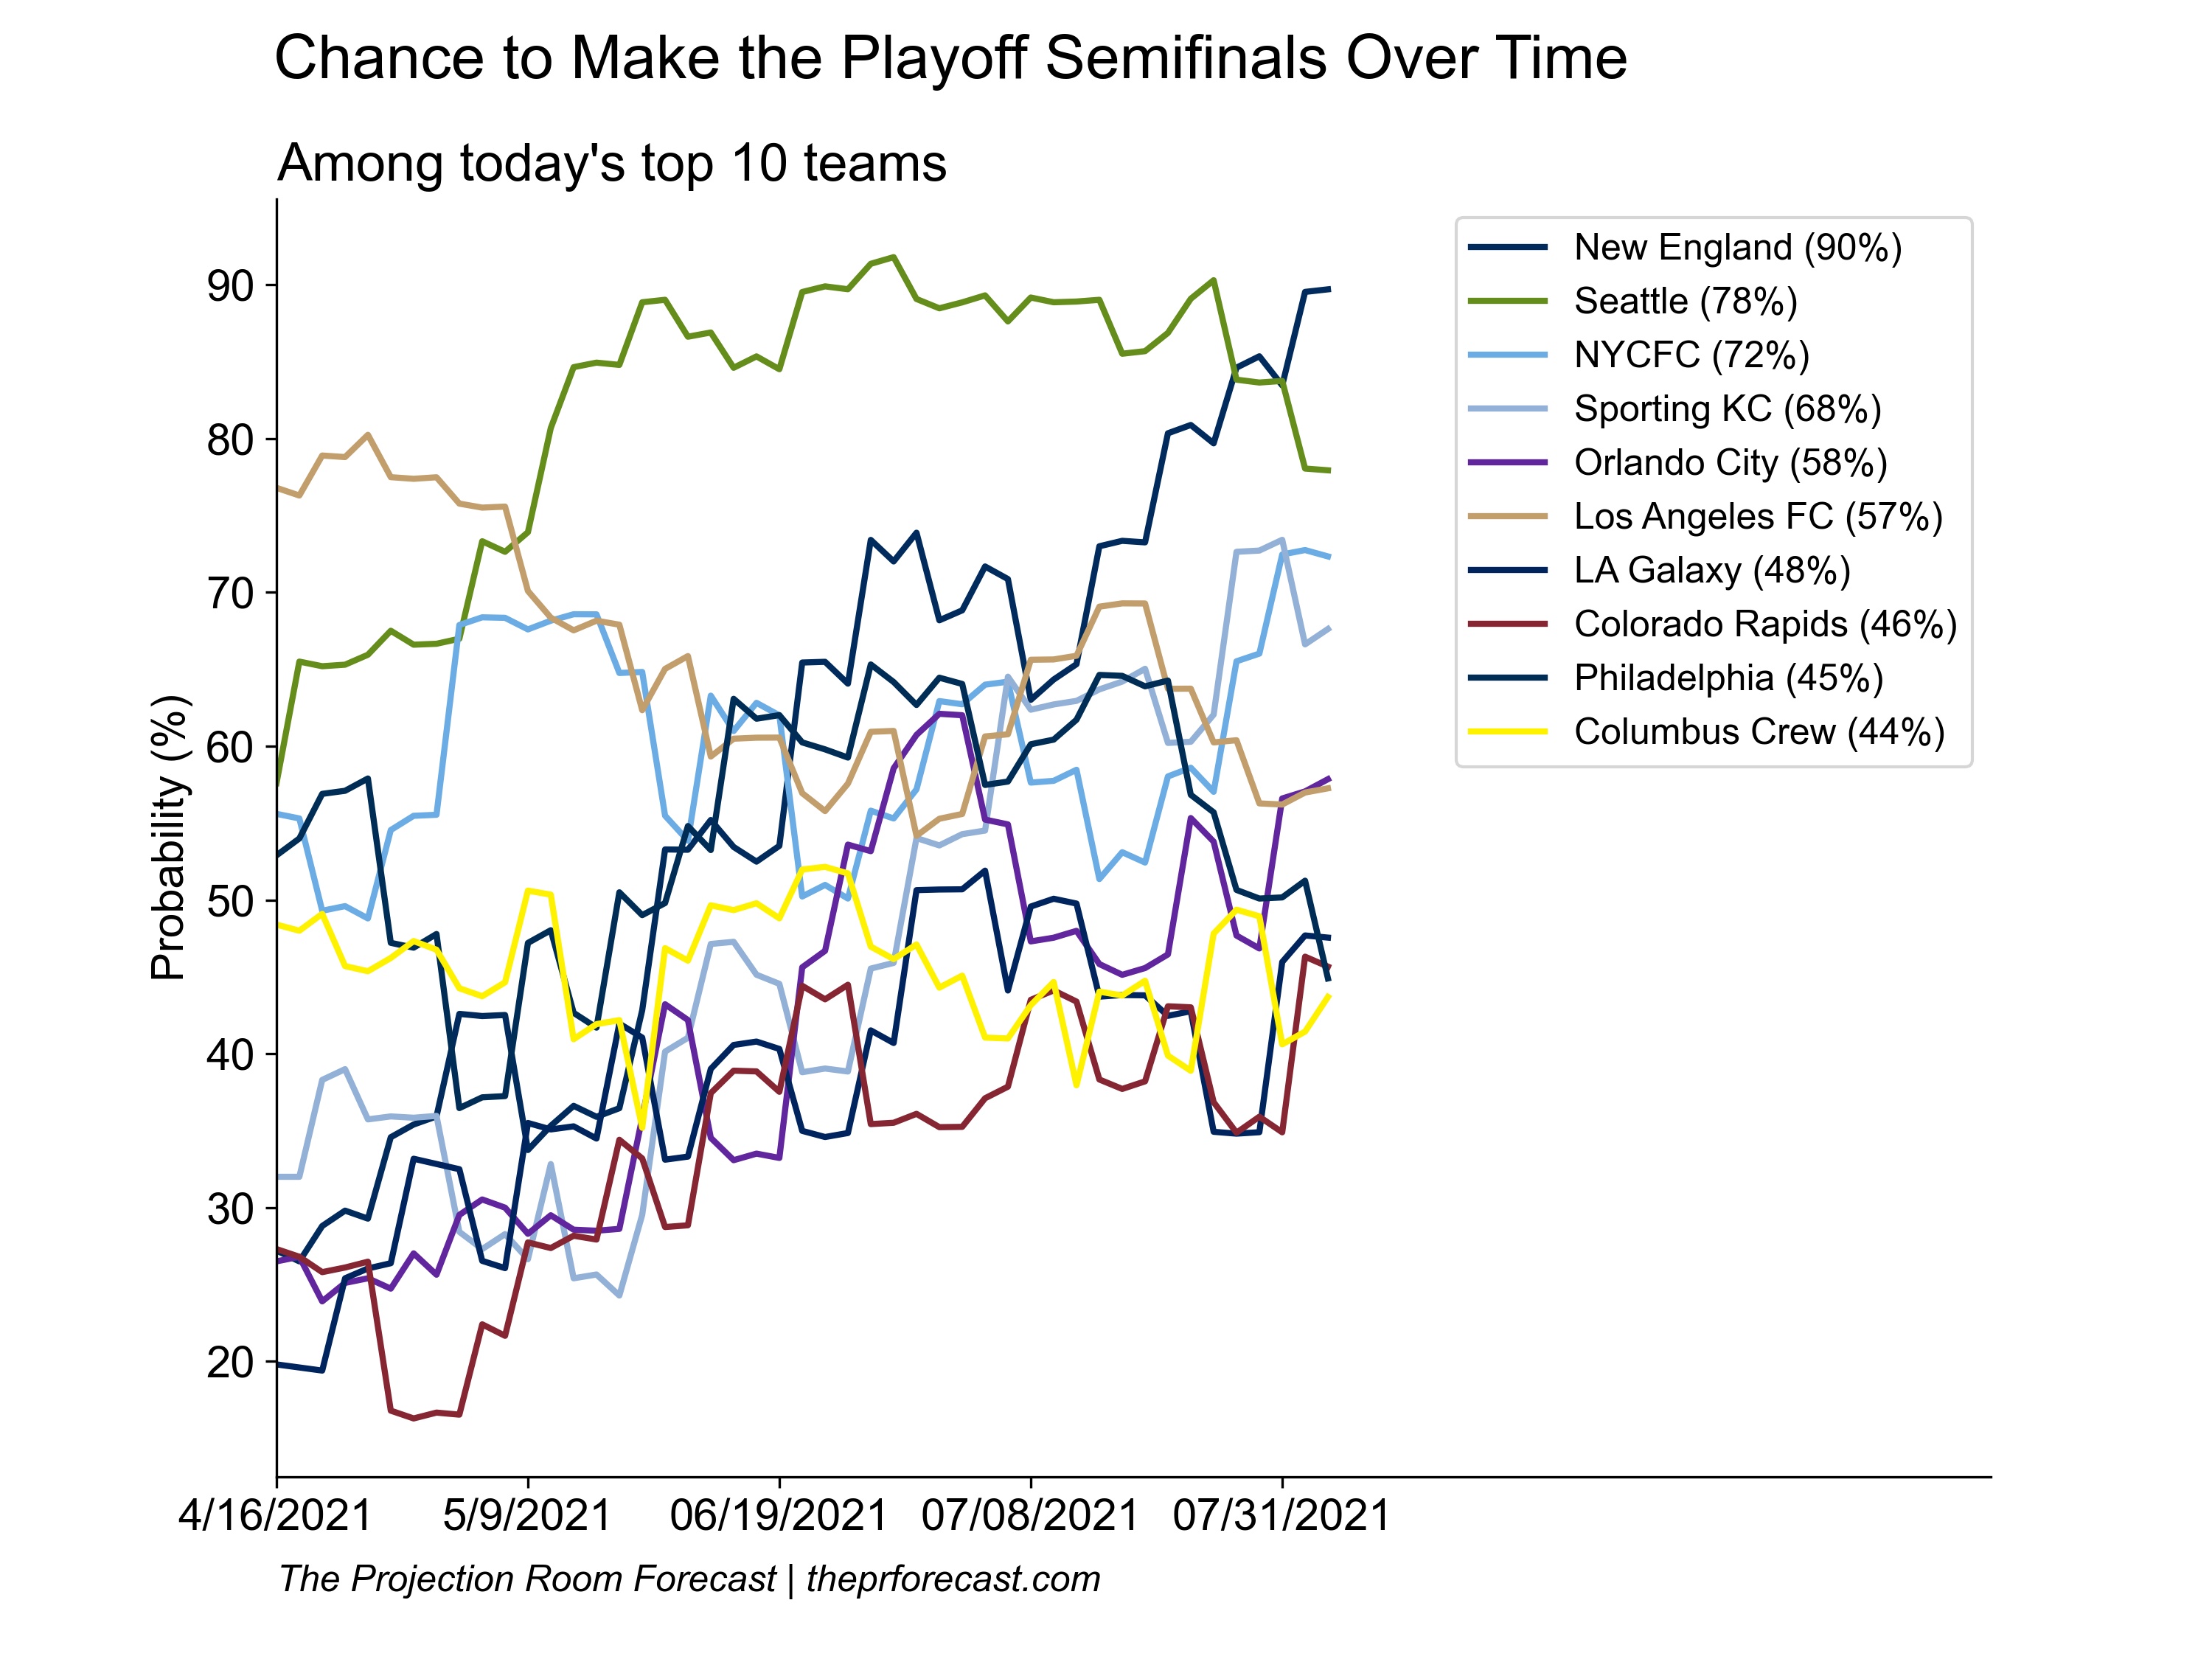 Chance to Make the Playoff Semifinals Over Time
Among today's top 10 teams
Probability (%)
90
80
70
60
50
40
30
20
4/16/2021
5/9/2021
06/19/2021
07/08/2021
07/31/2021
New England (90%)
Seattle (78%)
NYCFC (72%)
Sporting KC (68%)
Orlando City (58%)
Los Angeles FC (57%)
LA Galaxy (48%)
Colorado Rapids (46%)
Philadelphia (45%)
Columbus Crew (44%)
The Projection Room Forecast | theprforecast.com